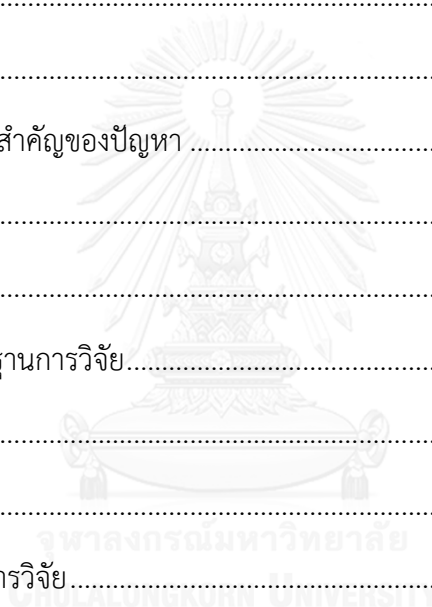 ................................................
................................................
สำคัญของปัญหา ................................
................................................
................................................
ฐานการวิจัย........................................
................................................
................................................
จุฬาลงกรณ์มหาวิทยาลัย
ารวิจัย................................................
CHULALONGKORN UNIVERSITY